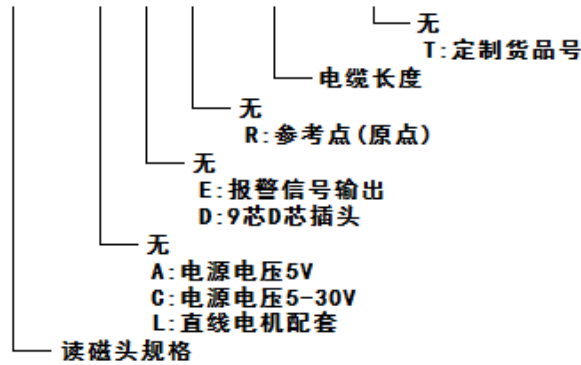 无
T:定制货品号
电缆长度
无
R:参考点(原点)
无
E:报警信号输出
D:9芯D芯插头
无
A:电源电压5V
C:电源电压5-30V
L:直线电机配套
读磁头规格